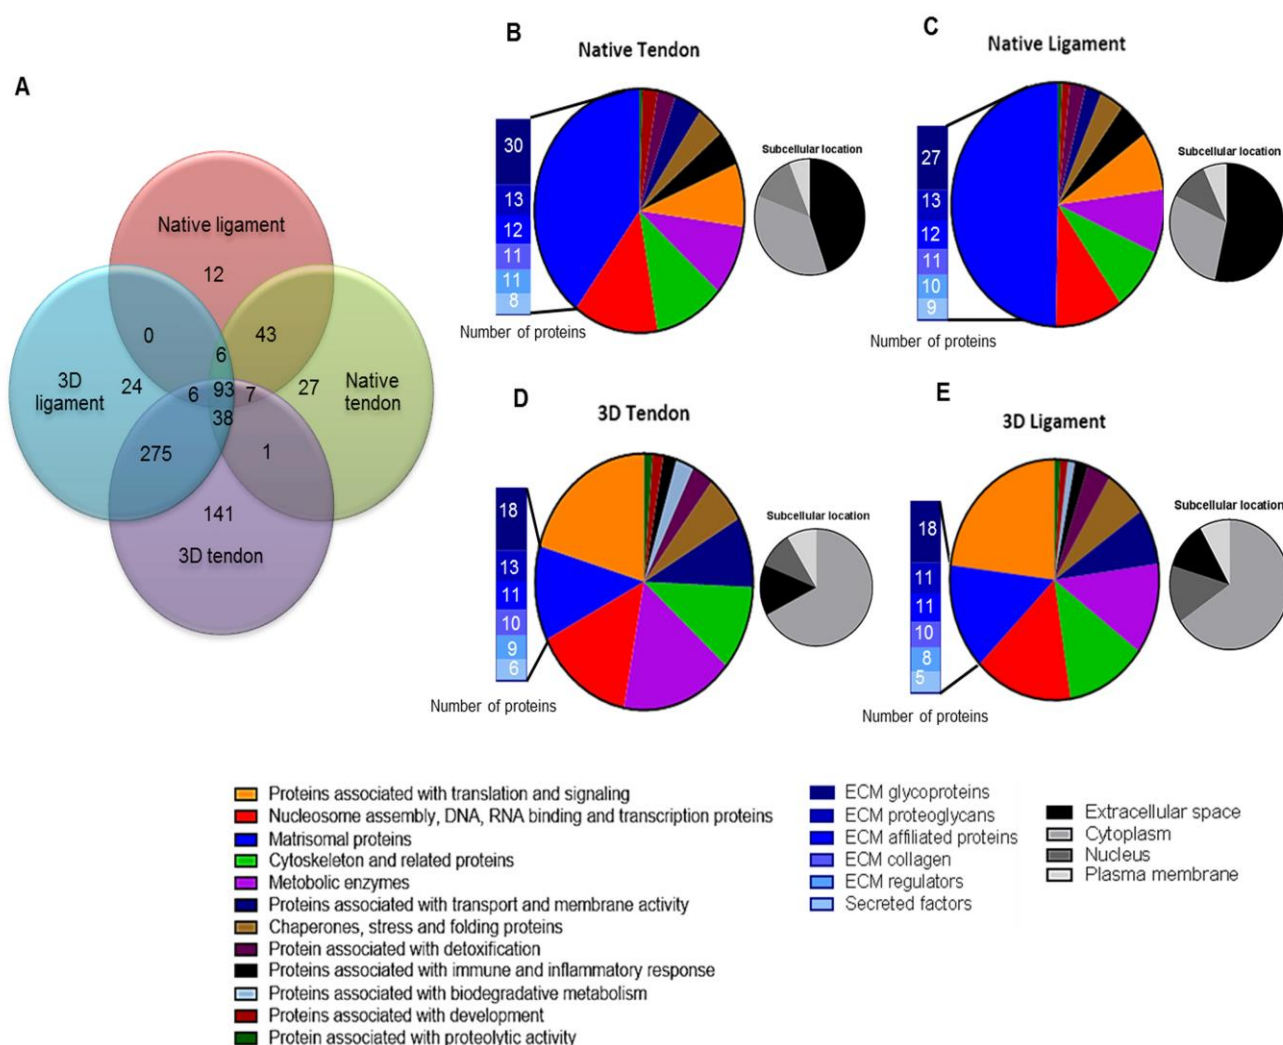 A
Native ligament
12
0
43
6
3D
ligament
24
6
93
7
27
Native
tendon
38
275
1
141
3D tendon
B
Native Tendon
30
13
12
11
11
8
Number of proteins
Subcellular location
C
Native Ligament
27
13
12
11
10
9
Number of proteins
Subcellular location
D
3D Tendon
18
13
11
10
9
6
Number of proteins
Subcellular location
E
3D Ligament
18
11
11
10
8
5
Number of proteins
Subcellular location
Proteins associated with translation and signaling
Nucleosome assembly, DNA, RNA binding and transcription proteins
Matrisomal proteins
Cytoskeleton and related proteins
Metobolic enzymes
Proteins associated with transport and membrane activity
Chaperones, stress and folding proteins
Protein associated with detoxification
Proteins associated with immune and inflammatory response
Proteins associated with biodegradative metabolism
Proteins associated with development
Protein associated with proteolytic activity
ECM glycoproteins
ECM proteoglycans
ECM affiliated proteins
ECM collagen
ECM regulators
Secreted factors
Extracellular space
Cytoplasm
Nucleus
Plasma membrane